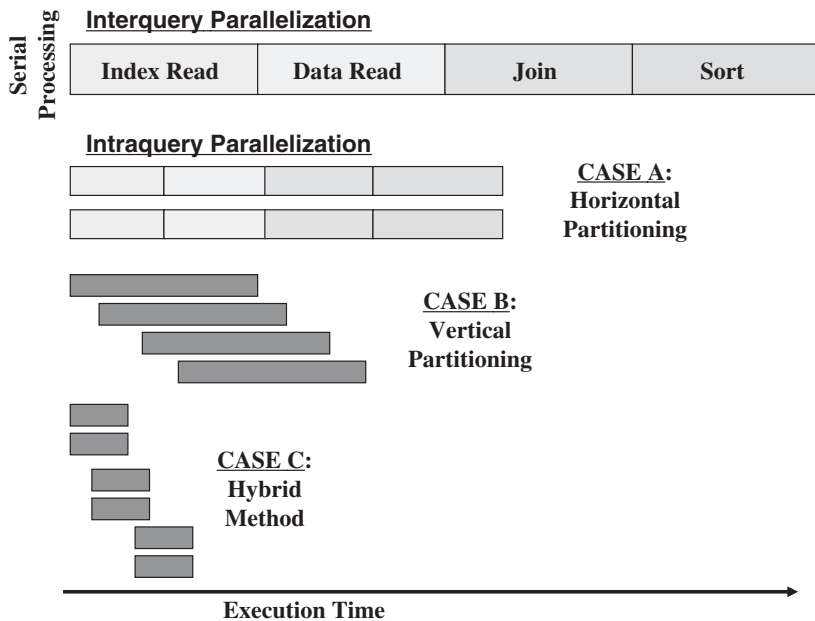 Interquery Parallelization
Serial
Processing
Index Read
Data Read
Join
Sort
Intraquery Parallelization
CASE A:
Horizontal
Partitioning
CASE B:
Vertical
Partitioning
CASE C:
Hybrid
Method
Execution Time